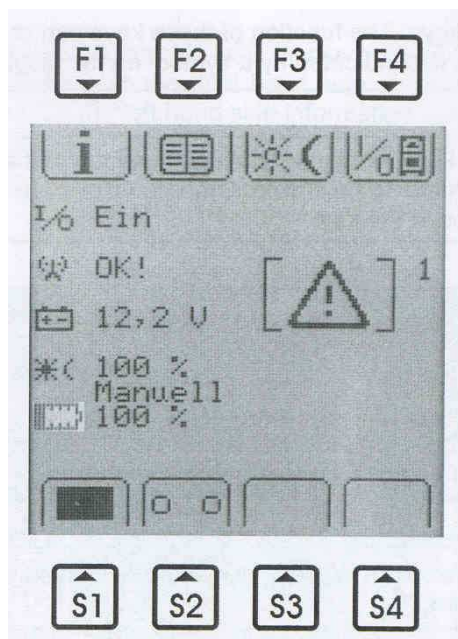 F1 F2 F3 F4
i I/O
I/O Ein
OK! 1
12,2 V
100 %
Manuell
100 %
S1 S2 S3 S4